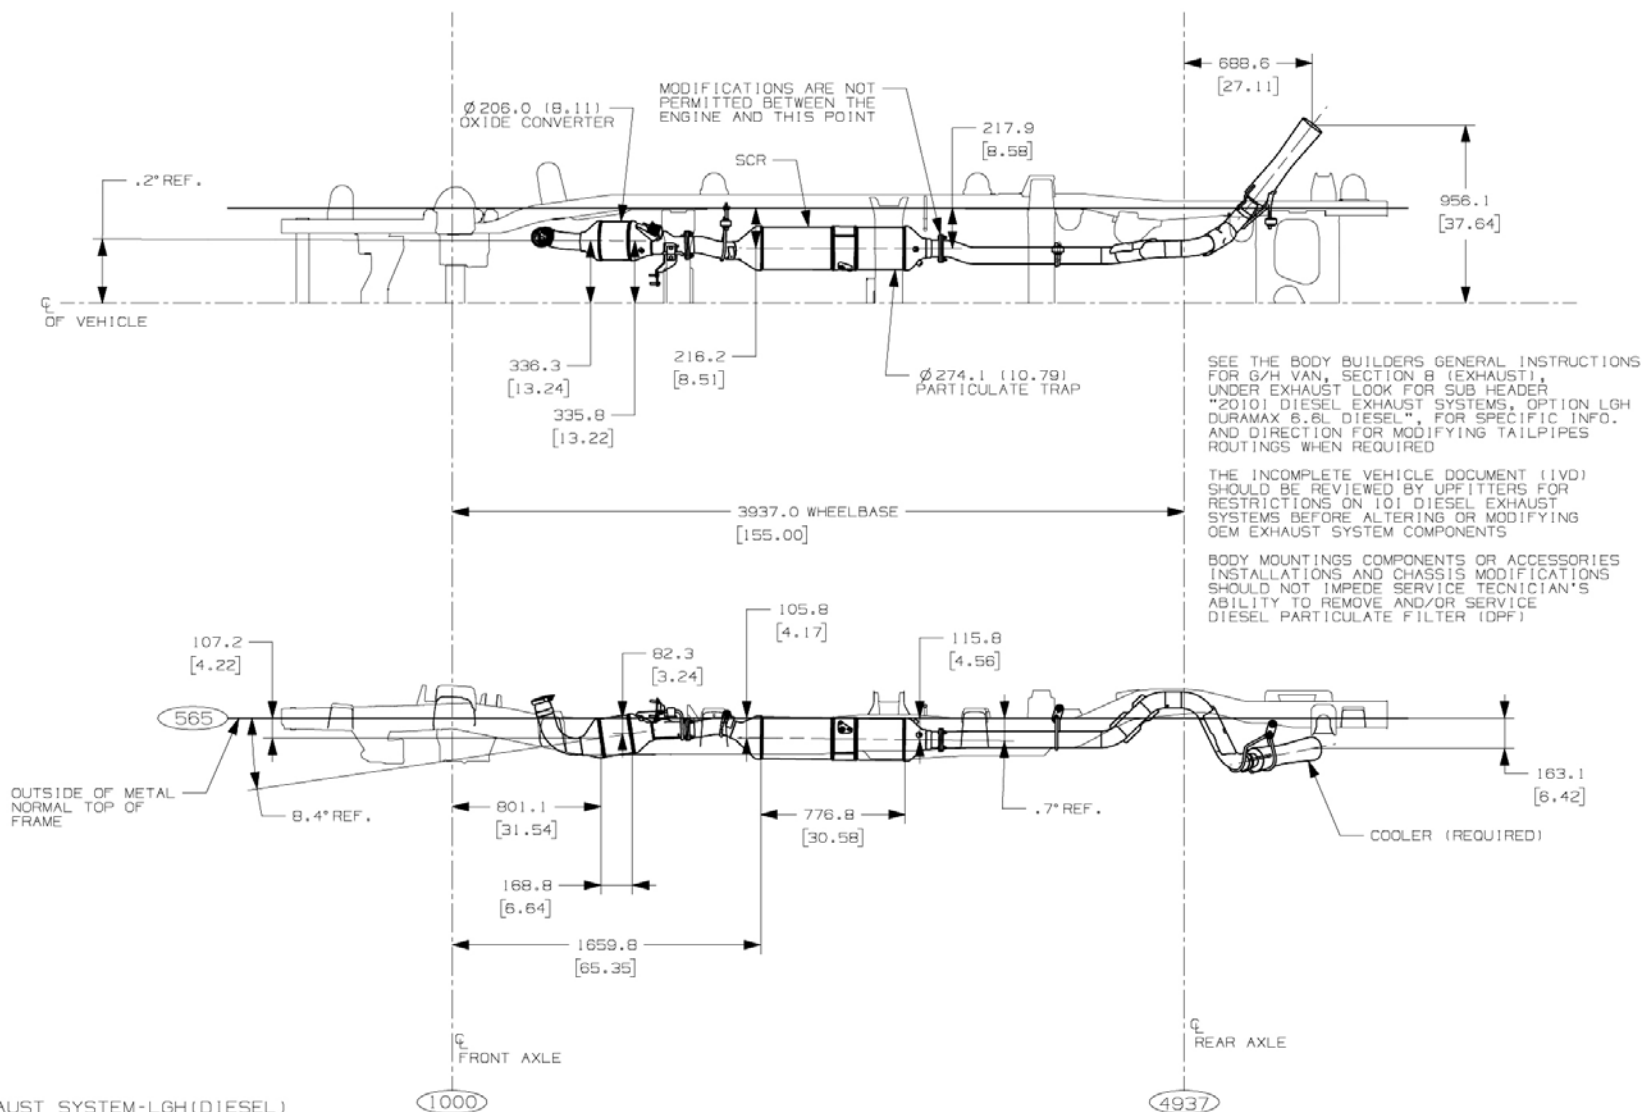 688.6
[27.11]
MODIFICATIONS ARE NOT
PERMITTED BETWEEN THE
ENGINE AND THIS POINT
Ø206.0 (8.11)
OXIDE CONVERTER
217.9
[8.58]
SCR
.2° REF.
956.1
[37.64]
℄
OF VEHICLE
336.3
[13.24]
216.2
[8.51]
Ø274.1 (10.79)
PARTICULATE TRAP
335.8
[13.22]
SEE THE BODY BUILDERS GENERAL INSTRUCTIONS
FOR G/H VAN, SECTION 8 (EXHAUST),
UNDER EXHAUST LOOK FOR SUB HEADER
"20101 DIESEL EXHAUST SYSTEMS, OPTION LGH
DURAMAX 6.6L DIESEL", FOR SPECIFIC INFO.
AND DIRECTION FOR MODIFYING TAILPIPES
ROUTINGS WHEN REQUIRED
THE INCOMPLETE VEHICLE DOCUMENT (IVD)
SHOULD BE REVIEWED BY UPFITTERS FOR
RESTRICTIONS ON 101 DIESEL EXHAUST
SYSTEMS BEFORE ALTERING OR MODIFYING
OEM EXHAUST SYSTEM COMPONENTS
BODY MOUNTINGS COMPONENTS OR ACCESSORIES
INSTALLATIONS AND CHASSIS MODIFICATIONS
SHOULD NOT IMPEDE SERVICE TECNICIAN'S
ABILITY TO REMOVE AND/OR SERVICE
DIESEL PARTICULATE FILTER (DPF)
3937.0 WHEELBASE
[155.00]
105.8
[4.17]
107.2
[4.22]
82.3
[3.24]
115.8
[4.56]
565
OUTSIDE OF METAL
NORMAL TOP OF
FRAME
8.4° REF.
801.1
[31.54]
776.8
[30.58]
.7° REF.
163.1
[6.42]
COOLER (REQUIRED)
168.8
[6.64]
1659.8
[65.35]
℄
FRONT AXLE
℄
REAR AXLE
1000
4937
AUST SYSTEM-LGH(DIESEL)